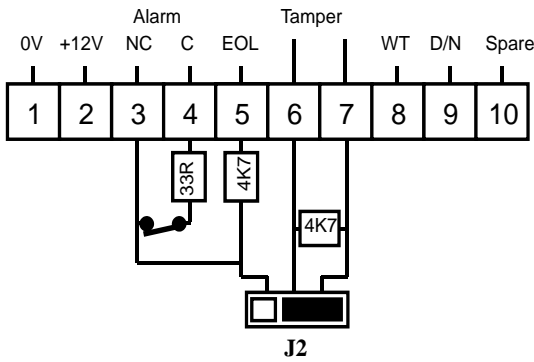 Alarm Tamper
0V +12V NC C EOL WT D/N Spare
1 2 3 4 5 6 7 8 9 10
33R 4K7
4K7
J2